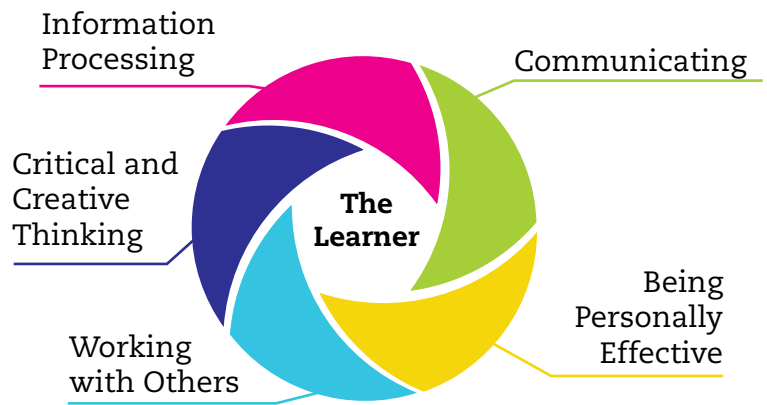 Information
Processing
Communicating
Critical and
Creative
Thinking
The
Learner
Being
Personally
Effective
Working
with Others